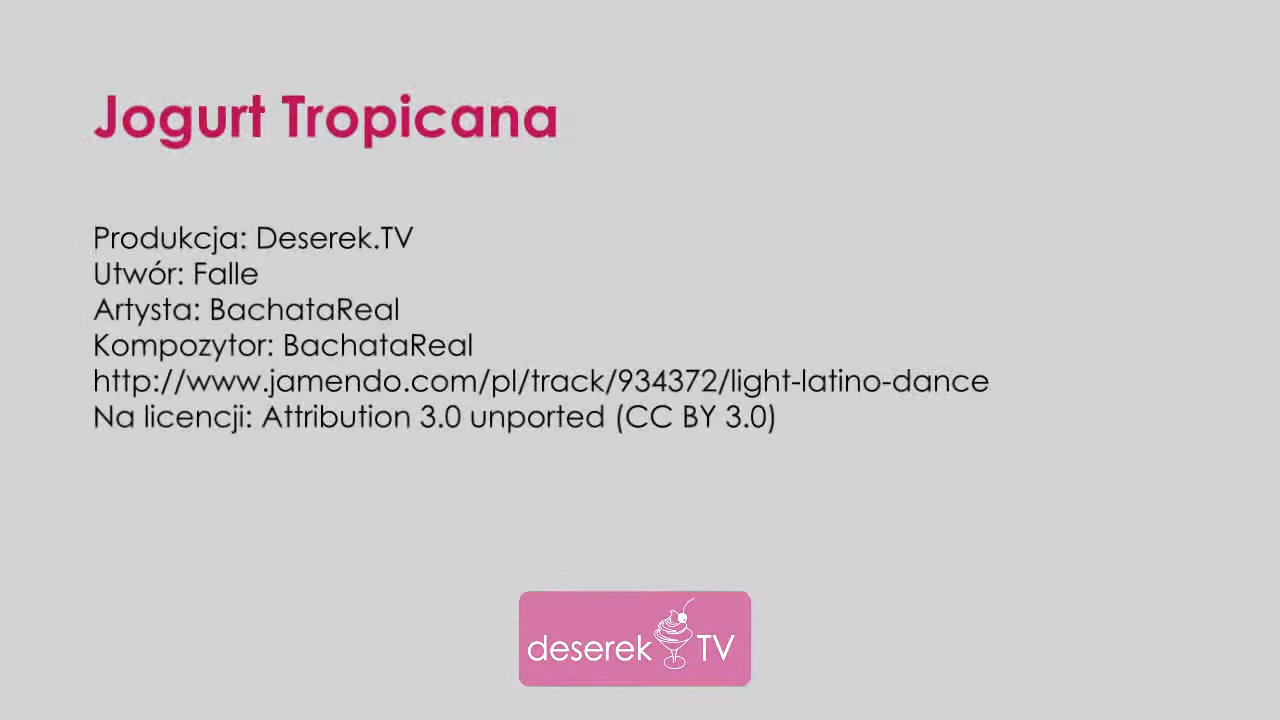 Jogurt Tropicana
Produkcja: Deserek.TV
Utwór: Falle
Artysta: BachataReal
Kompozytor: BachataReal
http://www.jamendo.com/pl/track/934372/light-latino-dance
Na licencji: Attribution 3.0 unported (CC BY 3.0)
deserek TV